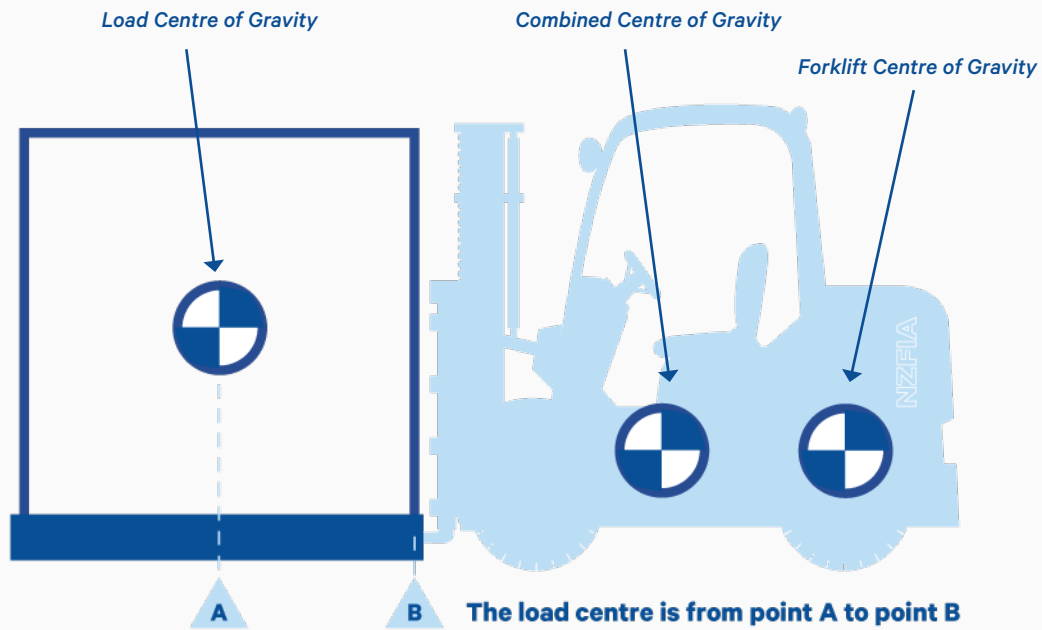 Load Centre of Gravity
Combined Centre of Gravity
Forklift Centre of Gravity
NZFIA
A
B
The load centre is from point A to point B